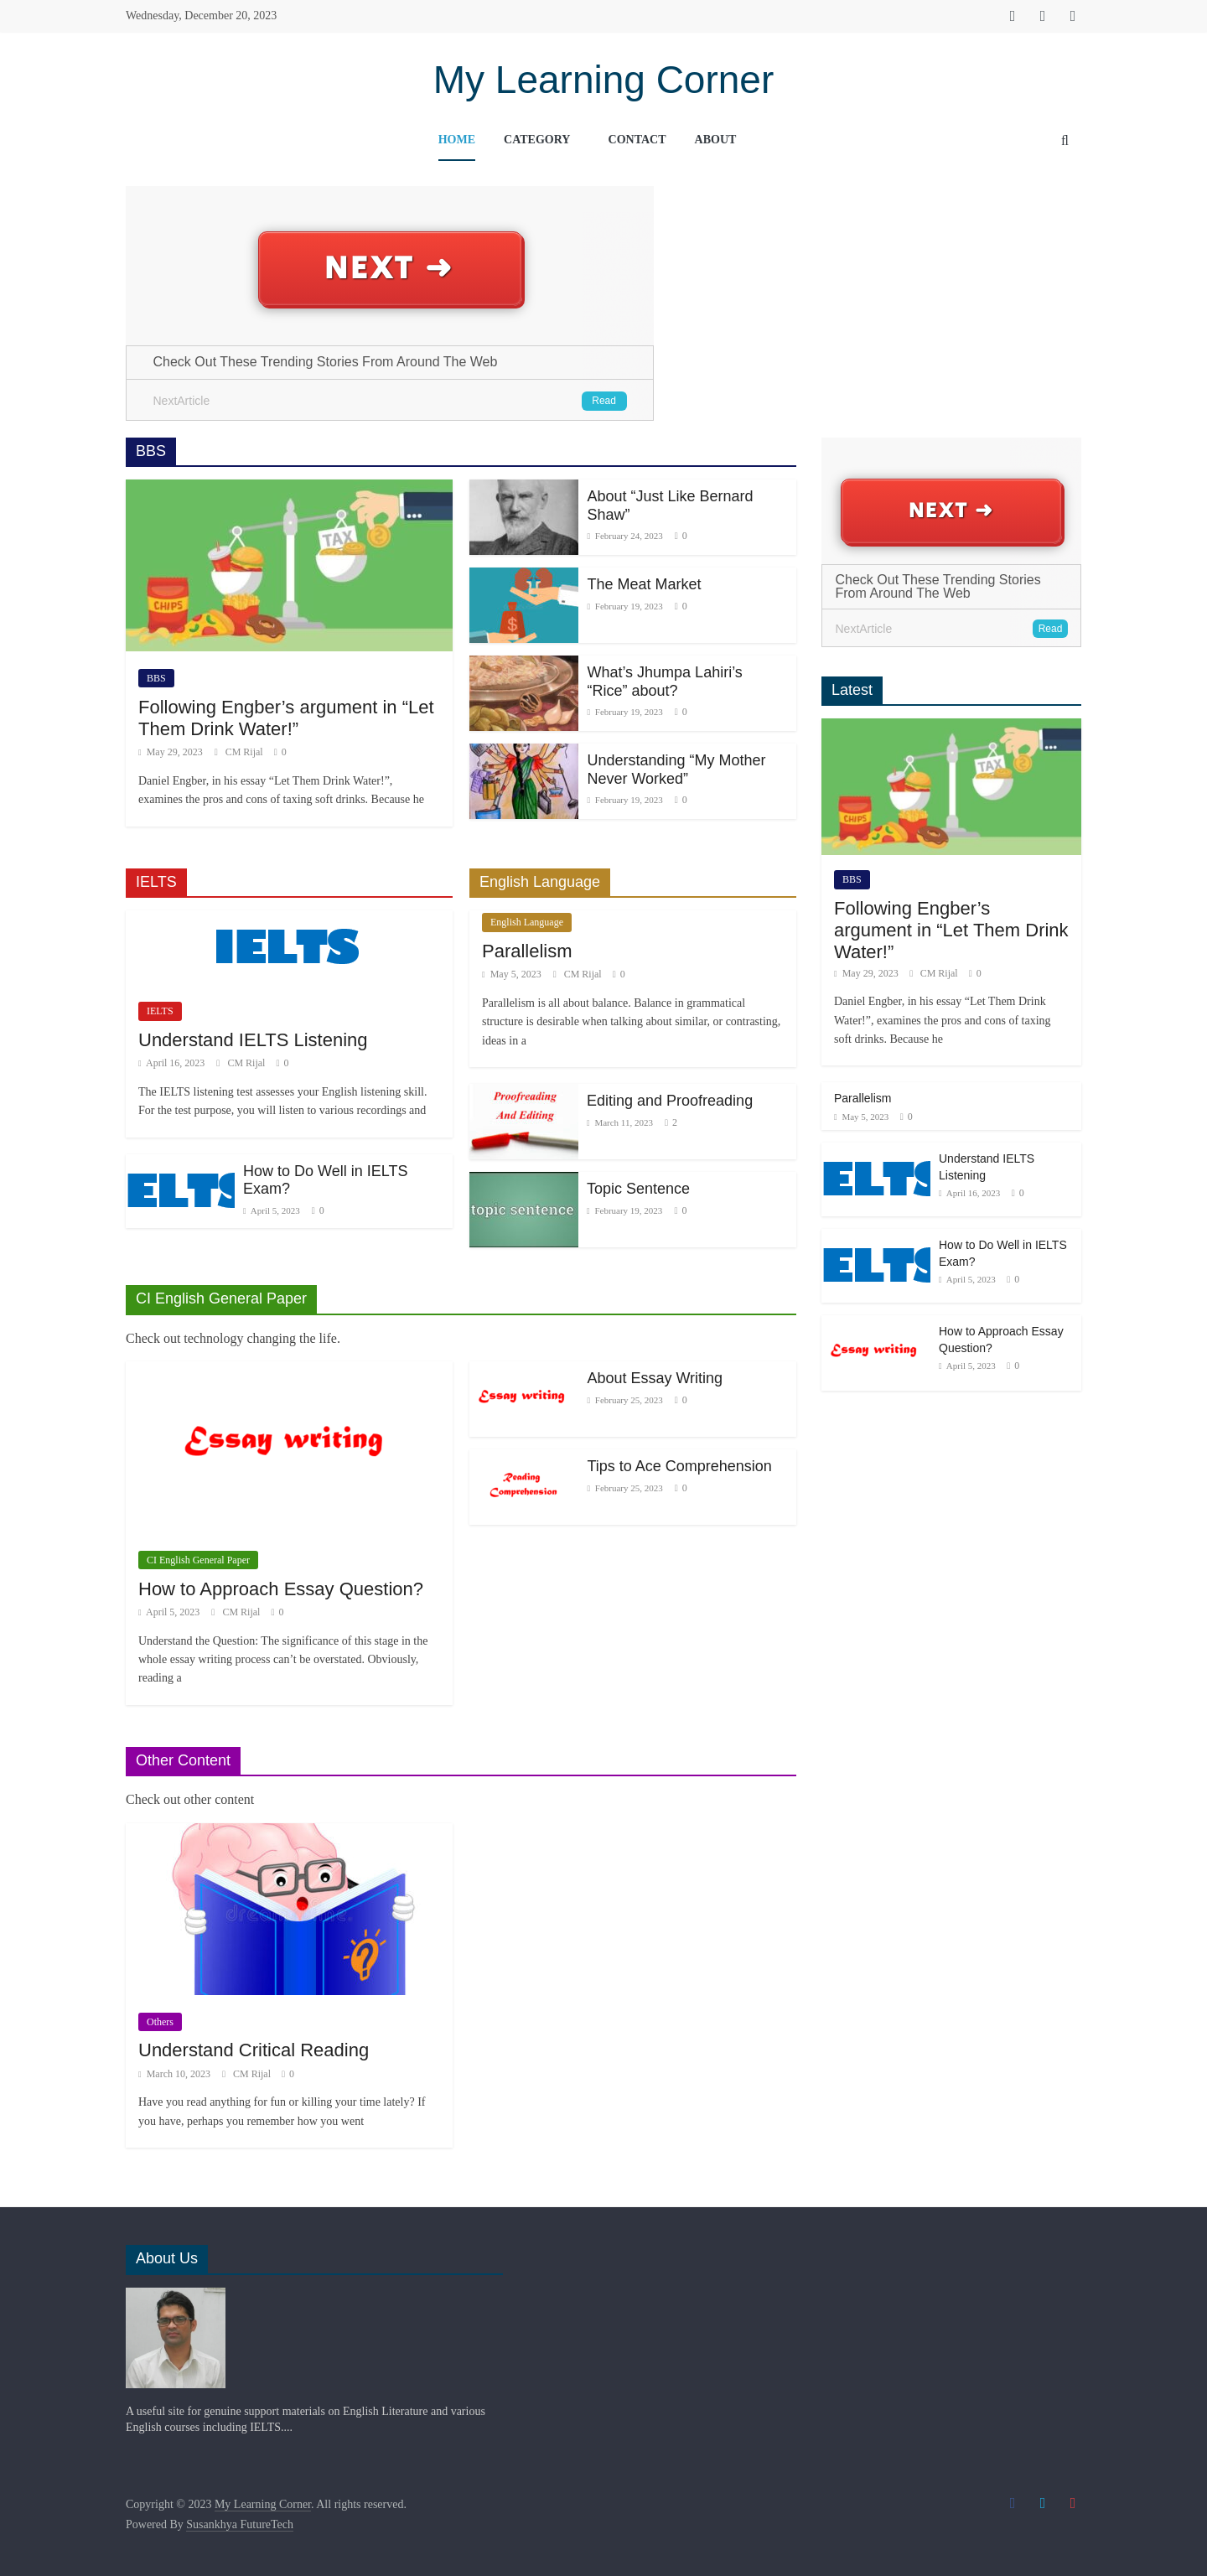 Wednesday, December 20, 2023
My Learning Corner
HOME
CATEGORY
CONTACT
ABOUT
NEXT ➜
Check Out These Trending Stories From Around The Web
NextArticle
Read
BBS
TAX
CHIPS
BBS
Following Engber’s argument in “Let
Them Drink Water!”
May 29, 2023 CM Rijal 0
Daniel Engber, in his essay “Let Them Drink Water!”,
examines the pros and cons of taxing soft drinks. Because he
About “Just Like Bernard
Shaw”
February 24, 2023 0
$
The Meat Market
February 19, 2023 0
What’s Jhumpa Lahiri’s
“Rice” about?
February 19, 2023 0
Understanding “My Mother
Never Worked”
February 19, 2023 0
IELTS
IELTS
IELTS
Understand IELTS Listening
April 16, 2023 CM Rijal 0
The IELTS listening test assesses your English listening skill.
For the test purpose, you will listen to various recordings and
ELTS
How to Do Well in IELTS
Exam?
April 5, 2023 0
English Language
English Language
Parallelism
May 5, 2023 CM Rijal 0
Parallelism is all about balance. Balance in grammatical
structure is desirable when talking about similar, or contrasting,
ideas in a
Proofreading
And Editing
Editing and Proofreading
March 11, 2023 2
topic sentence
Topic Sentence
February 19, 2023 0
CI English General Paper
Check out technology changing the life.
Essay writing
CI English General Paper
How to Approach Essay Question?
April 5, 2023 CM Rijal 0
Understand the Question: The significance of this stage in the
whole essay writing process can’t be overstated. Obviously,
reading a
Essay writing
About Essay Writing
February 25, 2023 0
Reading
Comprehension
Tips to Ace Comprehension
February 25, 2023 0
Other Content
Check out other content
Others
Understand Critical Reading
March 10, 2023 CM Rijal 0
Have you read anything for fun or killing your time lately? If
you have, perhaps you remember how you went
NEXT ➜
Check Out These Trending Stories
From Around The Web
NextArticle
Read
Latest
TAX
CHIPS
BBS
Following Engber’s
argument in “Let Them Drink
Water!”
May 29, 2023 CM Rijal 0
Daniel Engber, in his essay “Let Them Drink
Water!”, examines the pros and cons of taxing
soft drinks. Because he
Parallelism
May 5, 2023 0
ELTS
Understand IELTS
Listening
April 16, 2023 0
ELTS
How to Do Well in IELTS
Exam?
April 5, 2023 0
Essay writing
How to Approach Essay
Question?
April 5, 2023 0
About Us
A useful site for genuine support materials on English Literature and various
English courses including IELTS....
Copyright © 2023 My Learning Corner. All rights reserved.
Powered By Susankhya FutureTech